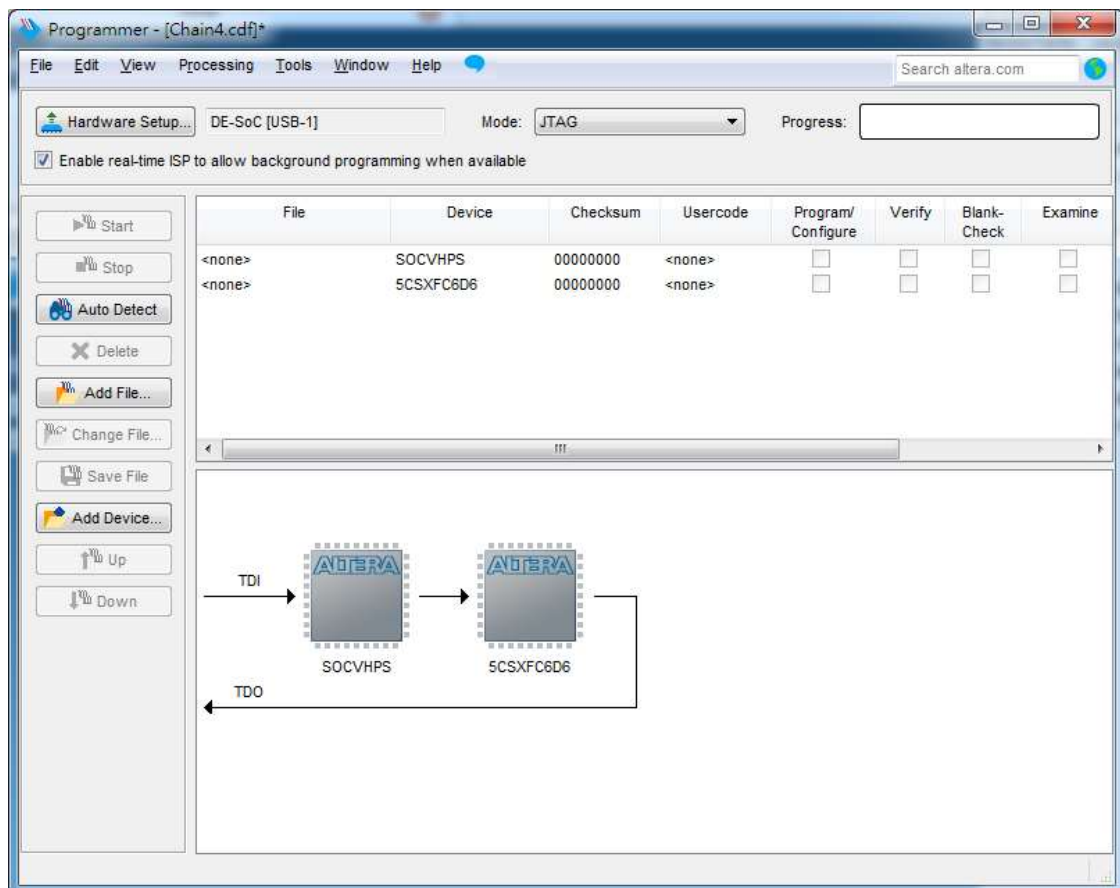 Programmer - [Chain4.cdf]*
File Edit View Processing Tools Window Help
Search altera.com
Hardware Setup... DE-SoC [USB-1] Mode: JTAG Progress:
Enable real-time ISP to allow background programming when available
Start
Stop
Auto Detect
Delete
Add File...
Change File...
Save File
Add Device...
Up
Down
File Device Checksum Usercode Program/ Configure Verify Blank- Check Examine
<none> SOCVHPS 00000000 <none>
<none> 5CSXFC6D6 00000000 <none>
TDI
ALTERA ALTERA
SOCVHPS 5CSXFC6D6
TDO